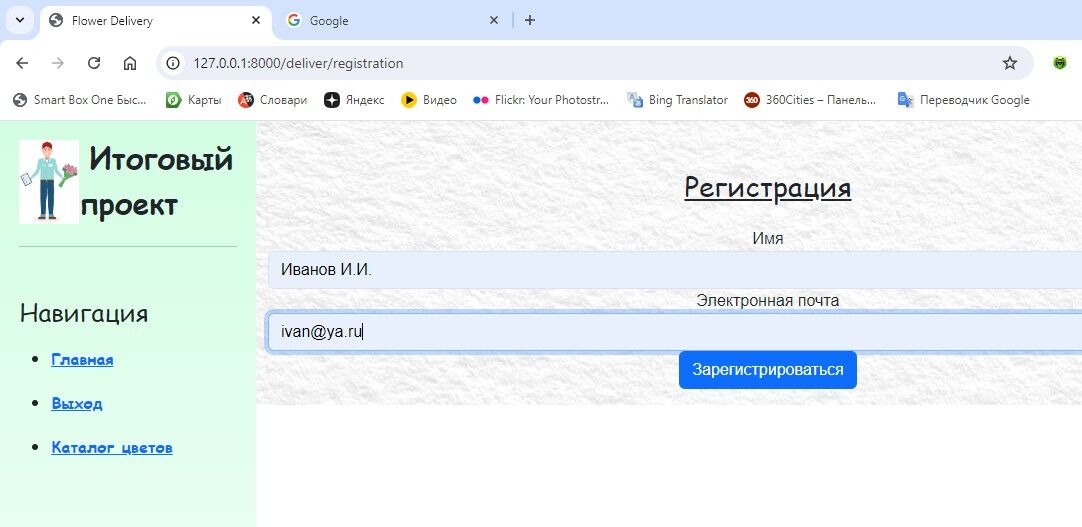 Flower Delivery
Google
127.0.0.1:8000/deliver/registration
Smart Box One Быс... Карты Словари Яндекс Видео Flickr: Your Photostr... Bing Translator 360 360Cities – Панель... Переводчик Google
Итоговый
проект
Регистрация
Имя
Иванов И.И.
Электронная почта
ivan@ya.ru
Зарегистрироваться
Навигация
Главная
Выход
Каталог цветов